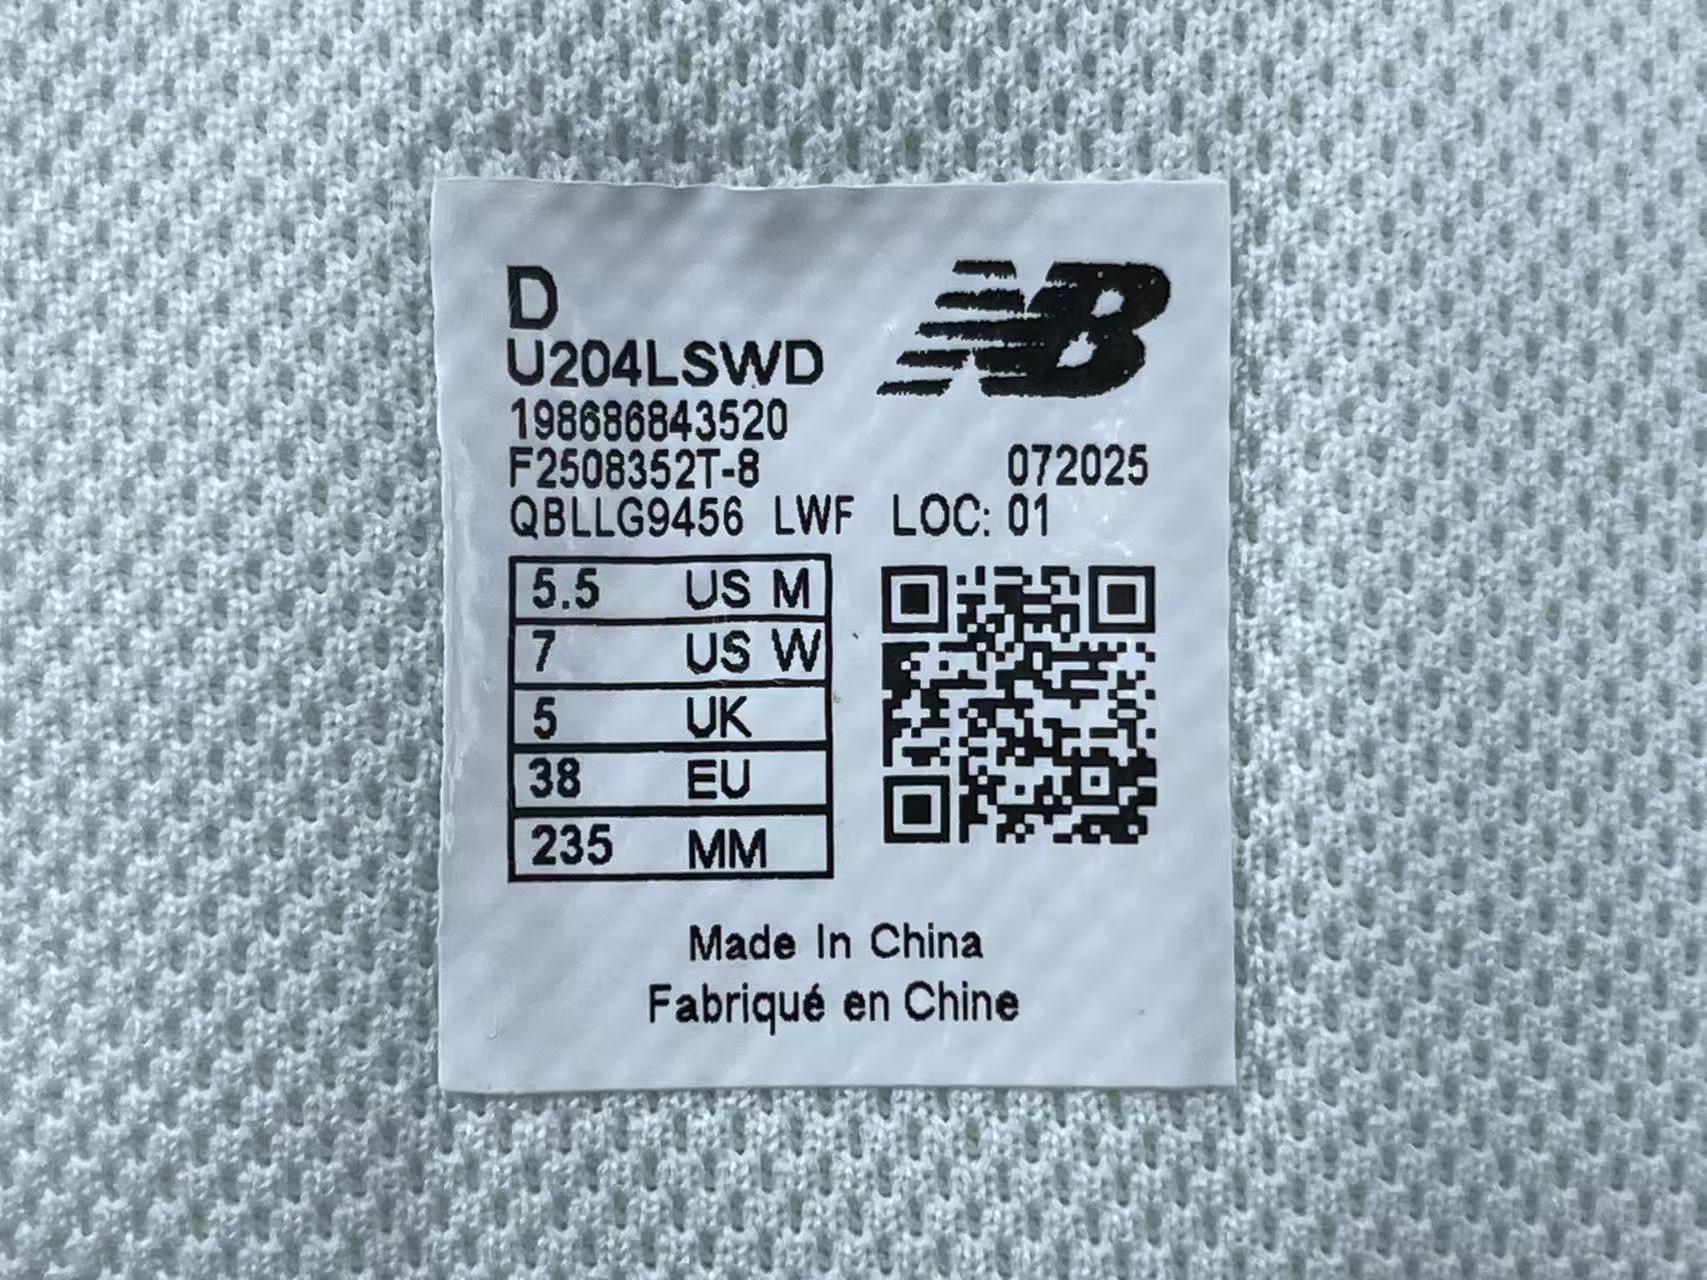 D
NB
U204LSWD
198686843520
F2508352T-8 072025
QBLLG9456 LWF LOC: 01
5.5 US M
7 US W
5 UK
38 EU
235 MM
Made In China
Fabriqué en Chine